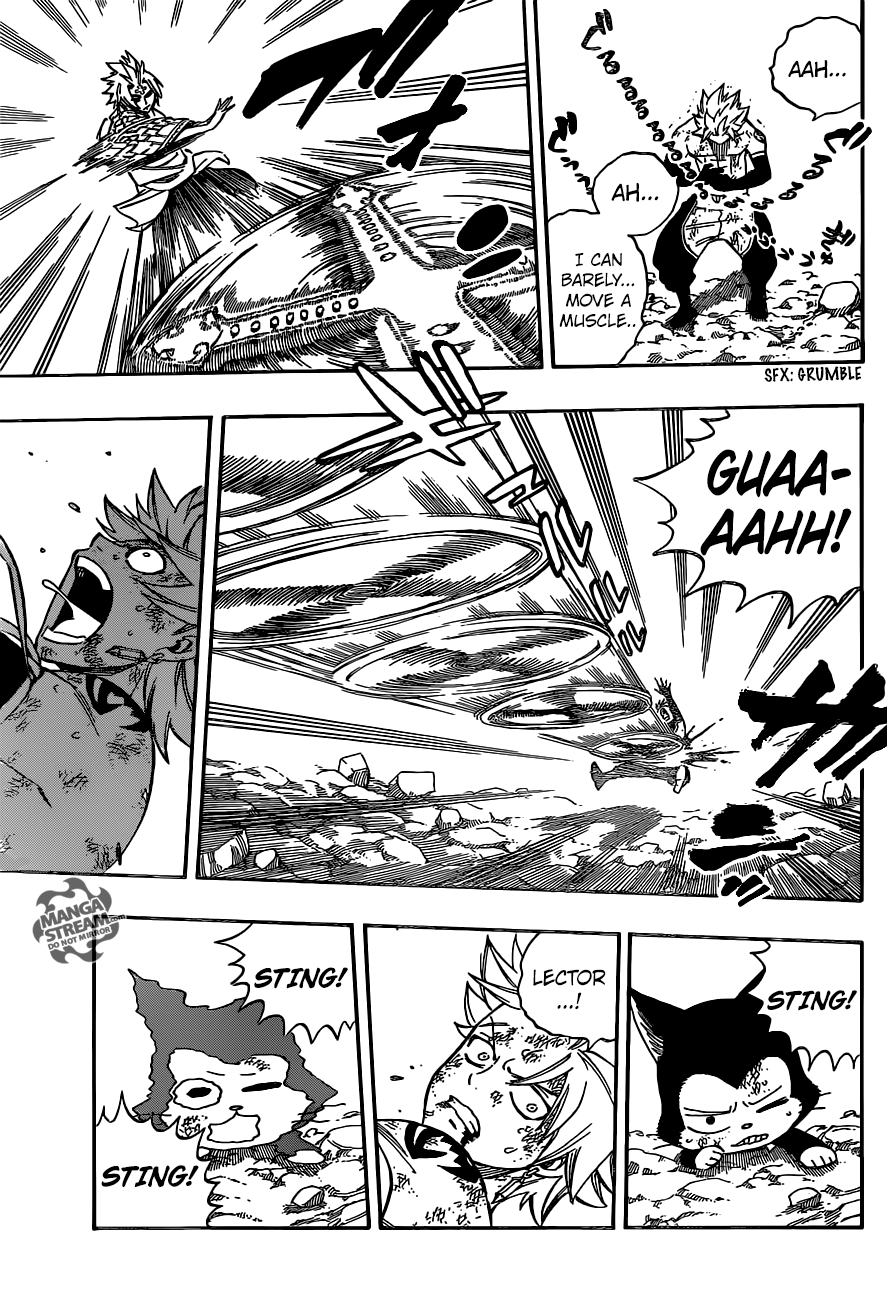 AAH...
AH...
I CAN
BARELY...
MOVE A
MUSCLE..
SFX: GRUMBLE
GUAA-
AAHH!
STING!
LECTOR
...!
STING!
STING!
MANGA
STREAM.com
DO NOT MIRROR